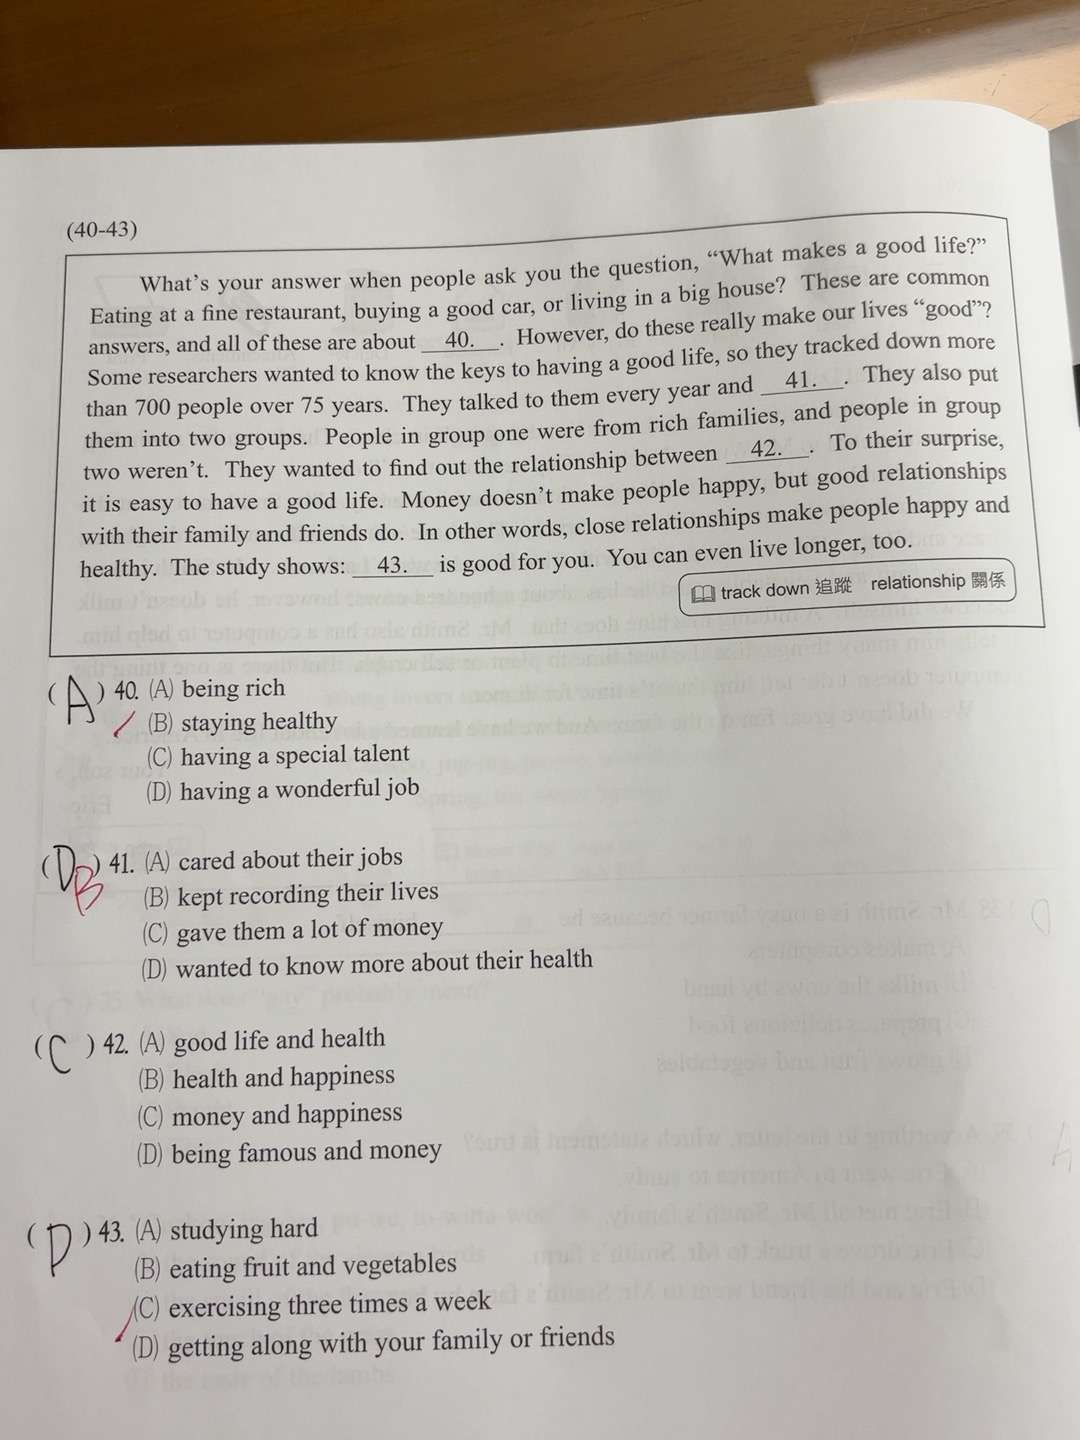 (40-43)
What's your answer when people ask you the question, “What makes a good life?”
Eating at a fine restaurant, buying a good car, or living in a big house? These are common
answers, and all of these are about 40. . However, do these really make our lives “good”?
Some researchers wanted to know the keys to having a good life, so they tracked down more
than 700 people over 75 years. They talked to them every year and 41. . They also put
them into two groups. People in group one were from rich families, and people in group
two weren't. They wanted to find out the relationship between 42. . To their surprise,
it is easy to have a good life. Money doesn't make people happy, but good relationships
with their family and friends do. In other words, close relationships make people happy and
healthy. The study shows: 43. is good for you. You can even live longer, too.
track down 追蹤 relationship 關係
(A) 40. (A) being rich
(B) staying healthy
(C) having a special talent
(D) having a wonderful job
(D) B 41. (A) cared about their jobs
(B) kept recording their lives
(C) gave them a lot of money
(D) wanted to know more about their health
(C) 42. (A) good life and health
(B) health and happiness
(C) money and happiness
(D) being famous and money
(D) 43. (A) studying hard
(B) eating fruit and vegetables
(C) exercising three times a week
(D) getting along with your family or friends